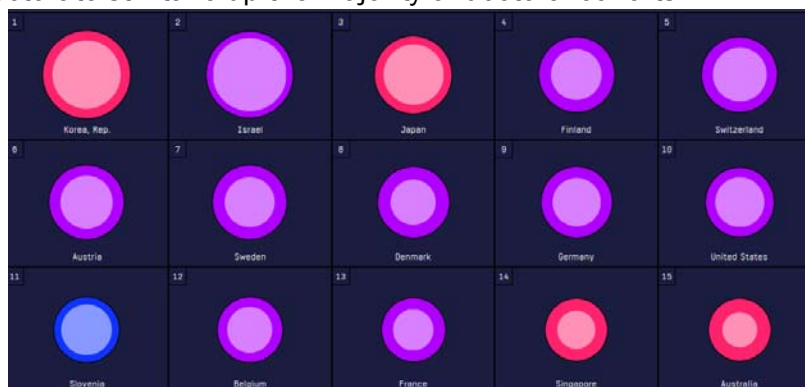 majority
1
Korea, Rep.
2
Israel
3
Japan
4
Finland
5
Switzerland
6
Austria
7
Sweden
8
Denmark
9
Germany
10
United States
11
Slovenia
12
Belgium
13
France
14
Singapore
15
Australia